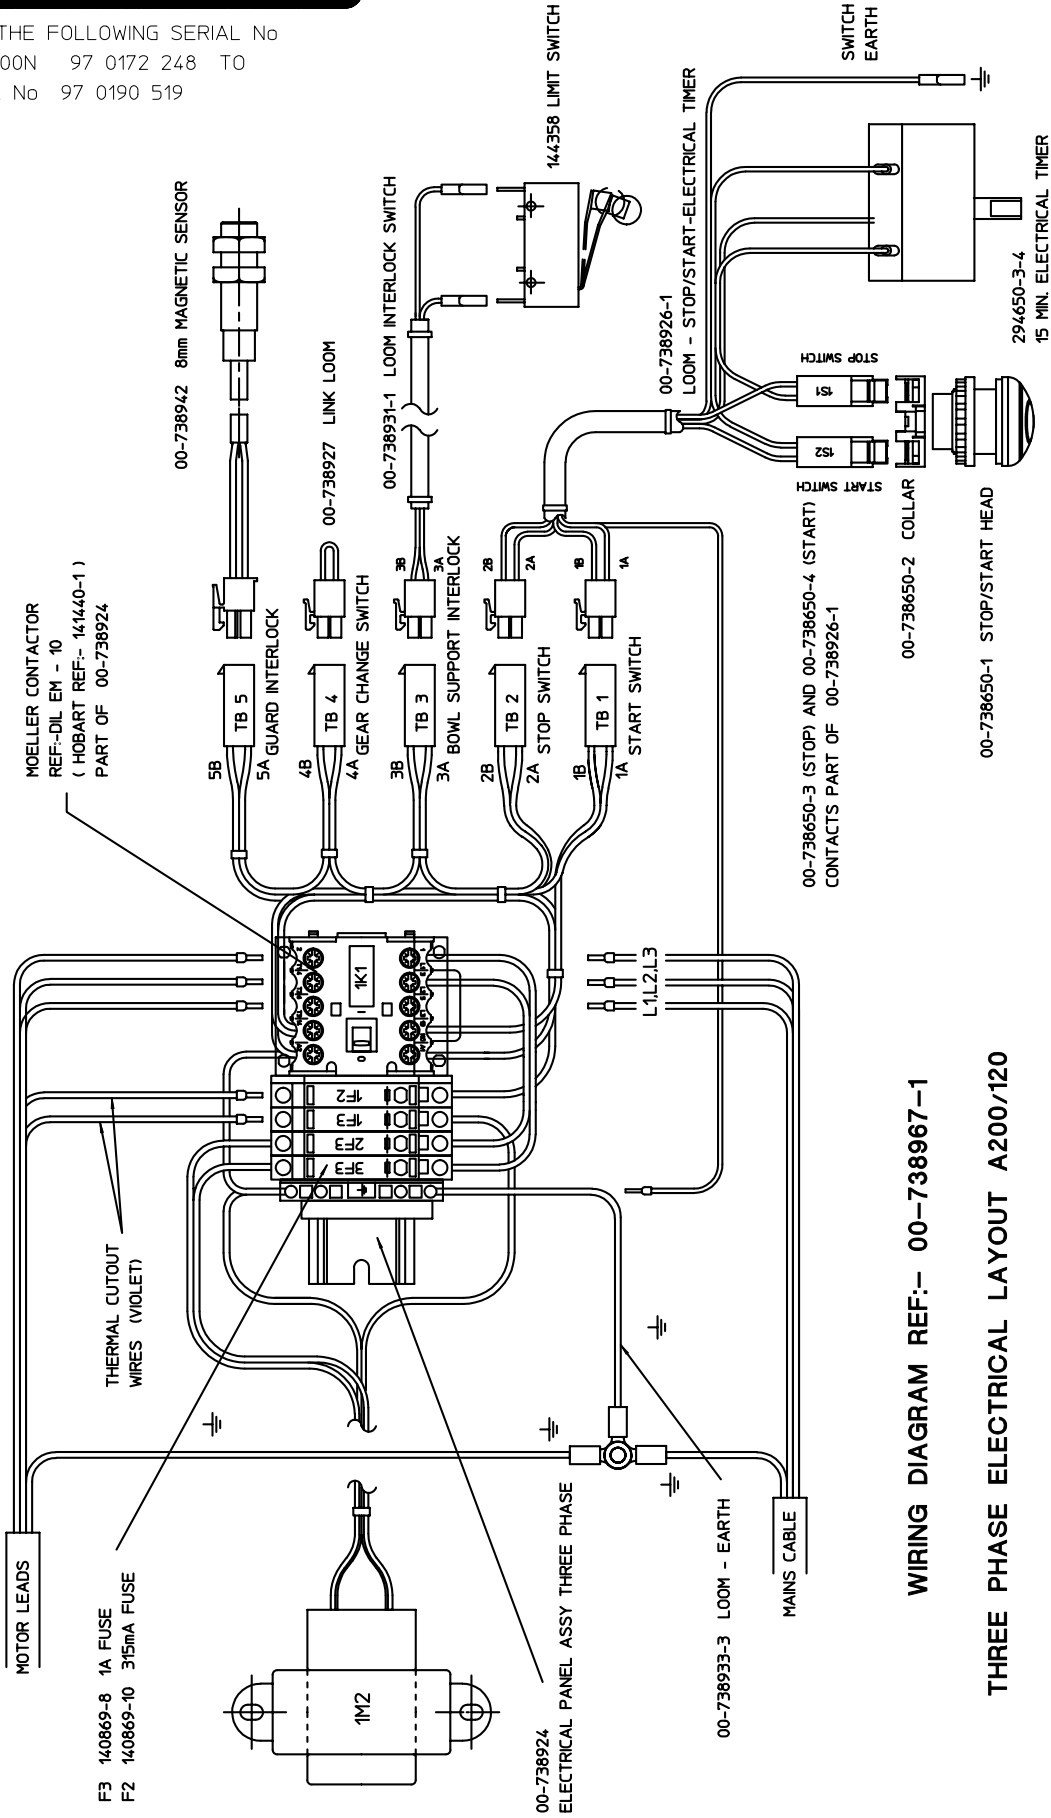 THE FOLLOWING SERIAL No
00N 97 0172 248 TO
No 97 0190 519
MOELLER CONTACTOR
REF:-DIL EM - 10
( HOBART REF:- 141440-1 )
PART OF 00-738924
00-738942 8mm MAGNETIC SENSOR
00-738927 LINK LOOM
00-738931-1 LOOM INTERLOCK SWITCH
144358 LIMIT SWITCH
00-738926-1
LOOM - STOP/START-ELECTRICAL TIMER
SWITCH
EARTH
294650-3-4
15 MIN. ELECTRICAL TIMER
STOP SWITCH
1S1
1S2
START SWITCH
00-738650-3 (STOP) AND 00-738650-4 (START)
CONTACTS PART OF 00-738926-1
00-738650-2 COLLAR
00-738650-1 STOP/START HEAD
3B
3A
2B
2A
1B
1A
TB 5
GUARD INTERLOCK
5B
5A
TB 4
GEAR CHANGE SWITCH
4B
4A
TB 3
BOWL SUPPORT INTERLOCK
3B
3A
TB 2
STOP SWITCH
2B
2A
TB 1
START SWITCH
1B
1A
1K1
1F2
1F3
2F3
3F3
L1,L2,L3
THERMAL CUTOUT
WIRES (VIOLET)
MOTOR LEADS
F3 140869-8 1A FUSE
F2 140869-10 315mA FUSE
1M2
00-738924
ELECTRICAL PANEL ASSY THREE PHASE
00-738933-3 LOOM - EARTH
MAINS CABLE
WIRING DIAGRAM REF:– 00–738967–1
THREE PHASE ELECTRICAL LAYOUT A200/120